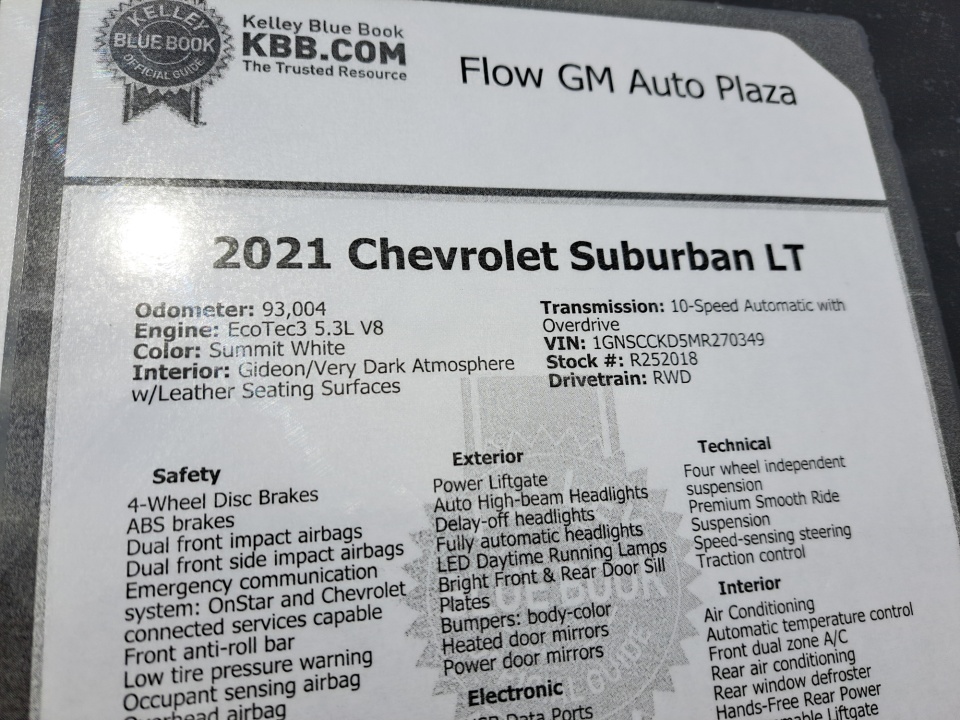 KELLEY
BLUE BOOK
OFFICIAL GUIDE
Kelley Blue Book
KBB.COM
The Trusted Resource
Flow GM Auto Plaza
2021 Chevrolet Suburban LT
Odometer: 93,004
Engine: EcoTec3 5.3L V8
Color: Summit White
Interior: Gideon/Very Dark Atmosphere
w/Leather Seating Surfaces
Transmission: 10-Speed Automatic with
Overdrive
VIN: 1GNSCCKD5MR270349
Stock #: R252018
Drivetrain: RWD
Safety
4-Wheel Disc Brakes
ABS brakes
Dual front impact airbags
Dual front side impact airbags
Emergency communication
system: OnStar and Chevrolet
connected services capable
Front anti-roll bar
Low tire pressure warning
Occupant sensing airbag
Overhead airbag
Exterior
Power Liftgate
Auto High-beam Headlights
Delay-off headlights
Fully automatic headlights
LED Daytime Running Lamps
Bright Front & Rear Door Sill
Plates
Bumpers: body-color
Heated door mirrors
Power door mirrors
Electronic
Data Ports
Technical
Four wheel independent
suspension
Premium Smooth Ride
Suspension
Speed-sensing steering
Traction control
Interior
Air Conditioning
Automatic temperature control
Front dual zone A/C
Rear air conditioning
Rear window defroster
Hands-Free Rear Power
Liftgate